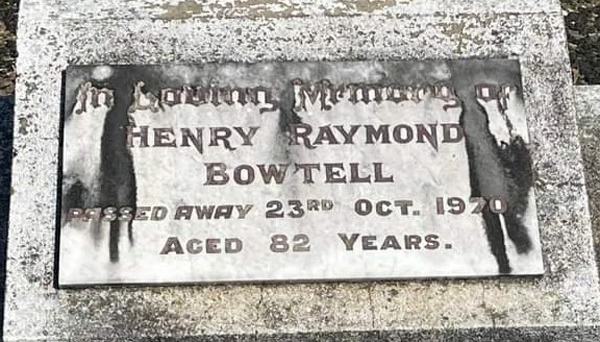 In Loving Memory of
HENRY RAYMOND
BOWTELL
PASSED AWAY 23RD OCT. 1970
AGED 82 YEARS.